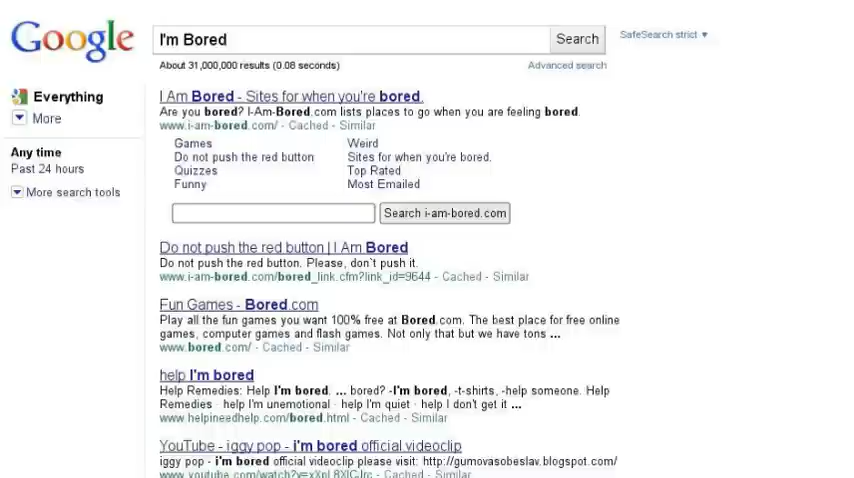 Google
I'm Bored
Search
SafeSearch strict ▼
About 31,000,000 results (0.08 seconds)
Advanced search
Everything
More
Any time
Past 24 hours
More search tools
I Am Bored - Sites for when you're bored.
Are you bored? I-Am-Bored.com lists places to go when you are feeling bored.
www.i-am-bored.com/ - Cached - Similar
Games Weird
Do not push the red button Sites for when you're bored.
Quizzes Top Rated
Funny Most Emailed
Search i-am-bored.com
Do not push the red button | I Am Bored
Do not push the red button. Please, don`t push it.
www.i-am-bored.com/bored_link.cfm?link_id=9644 - Cached - Similar
Fun Games - Bored.com
Play all the fun games you want 100% free at Bored.com. The best place for free online
games, computer games and flash games. Not only that but we have tons ...
www.bored.com/ - Cached - Similar
help I'm bored
Help Remedies: Help I'm bored. ... bored? -I'm bored, -t-shirts, -help someone. Help
Remedies · help I'm unemotional · help I'm quiet · help I don't get it ...
www.helpineedhelp.com/bored.html - Cached - Similar
YouTube - iggy pop - i'm bored official videoclip
iggy pop - i'm bored official videoclip please visit: http://gumovasobeslav.blogspot.com/
- Cached - Similar